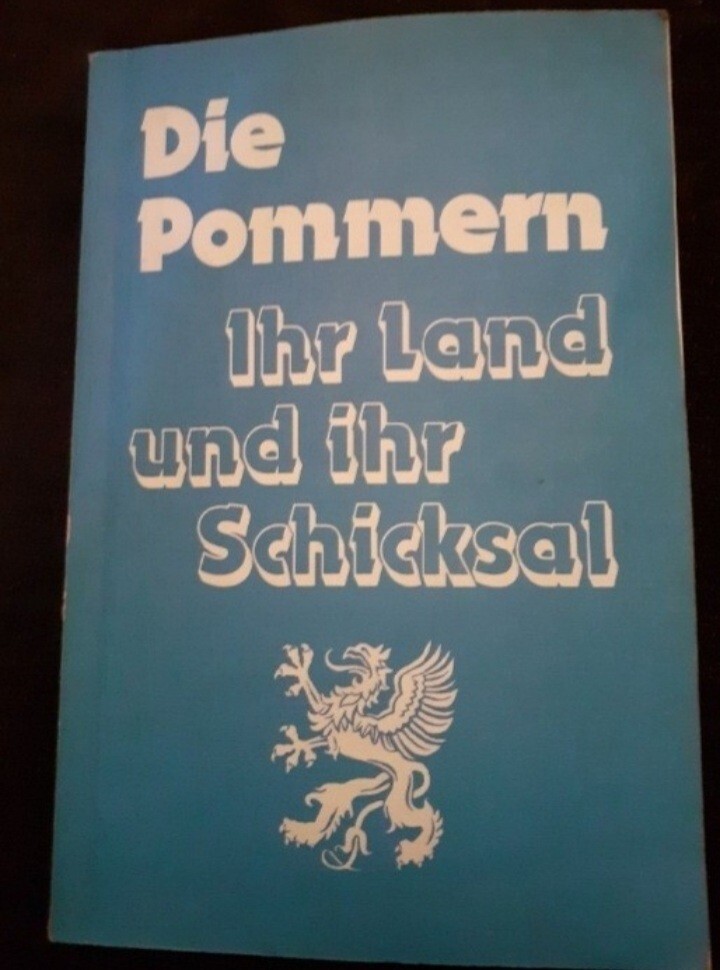 Die
Pommern
Ihr Land
und ihr
Schicksal